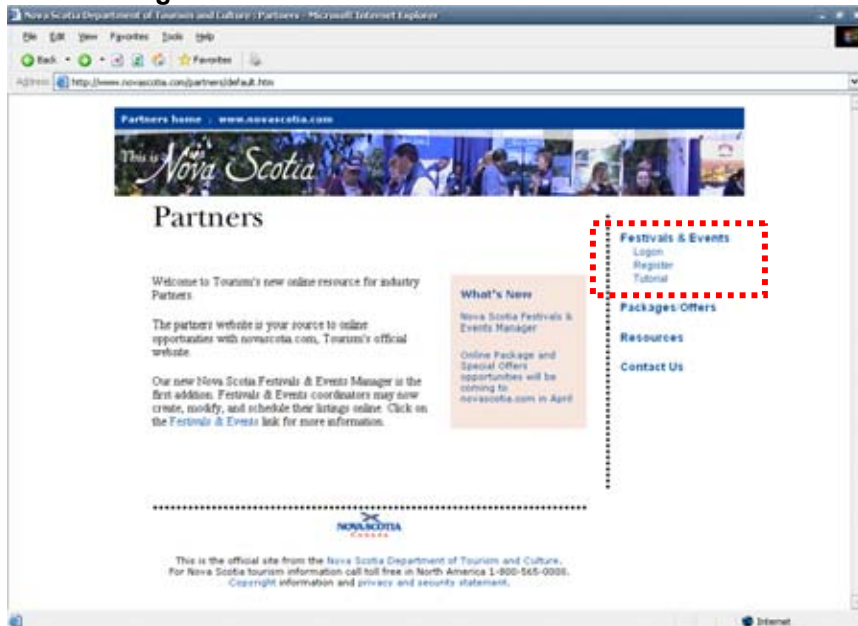 Nova Scotia Department of Tourism and Culture : Partners - Microsoft Internet Explorer
File Edit View Favorites Tools Help
Back Favorites
Address http://www.novascotia.com/partners/default.htm
Partners home : www.novascotia.com
This is Nova Scotia
Partners
Welcome to Tourism's new online resource for industry
Partners.
The partners website is your source to online
opportunities with novascotia.com, Tourism's official
website.
Our new Nova Scotia Festivals & Events Manager is the
first addition. Festivals & Events coordinators may now
create, modify, and schedule their listings online. Click on
the Festivals & Events link for more information.
What's New
Nova Scotia Festivals &
Events Manager
Online Package and
Special Offers
opportunities will be
coming to
novascotia.com in April
Festivals & Events
Logon
Register
Tutorial
Packages/Offers
Resources
Contact Us
NOVA SCOTIA
CANADA
This is the official site from the Nova Scotia Department of Tourism and Culture.
For Nova Scotia tourism information call toll free in North America 1-800-565-0000.
Copyright information and privacy and security statement.
Internet